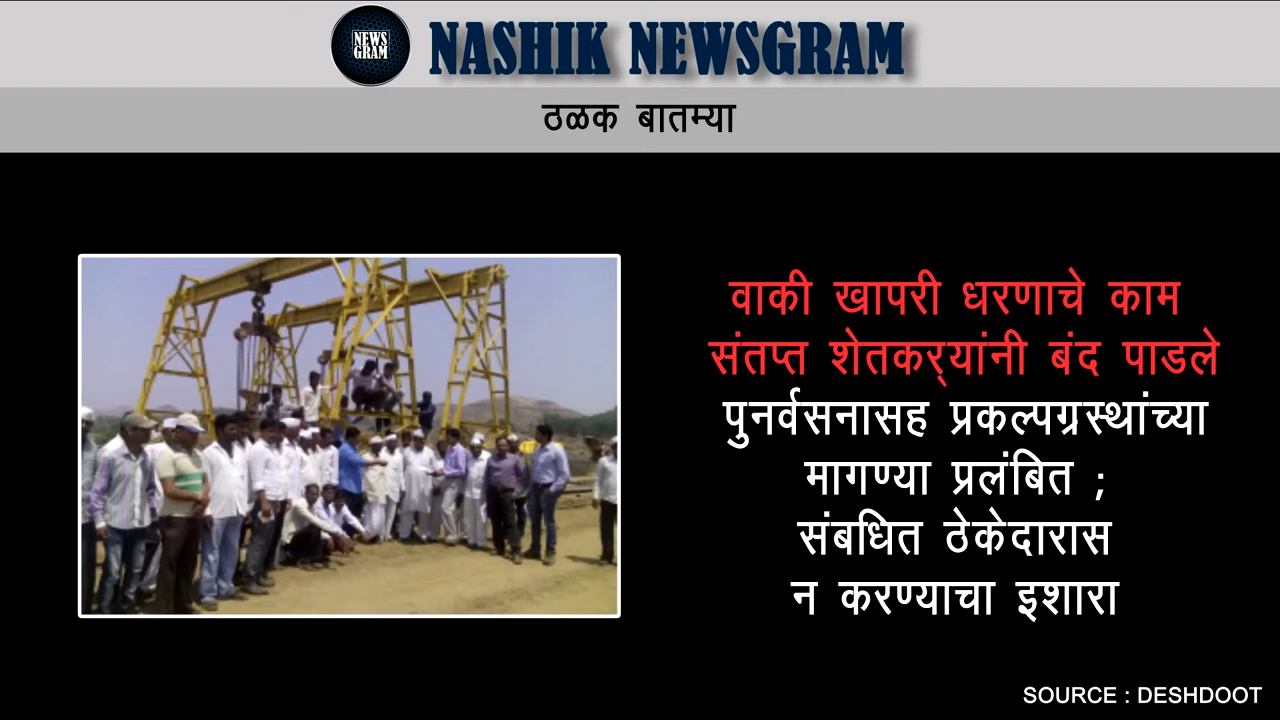 NEWS
GRAM
NASHIK NEWSGRAM
ठळक बातम्या
वाकी खापरी धरणाचे काम
संतप्त शेतकर्‍यांनी बंद पाडले
पुनर्वसनासह प्रकल्पग्रस्थांच्या
मागण्या प्रलंबित ;
संबधित ठेकेदारास
न करण्याचा इशारा
SOURCE : DESHDOOT